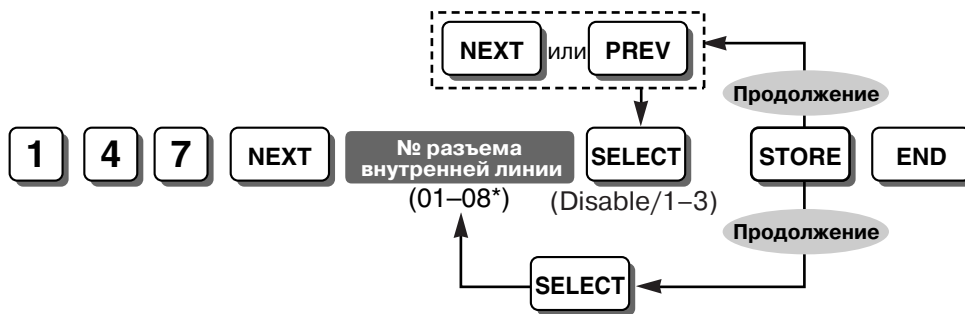 NEXT или PREV
Продолжение
1 4 7 NEXT № разъема внутренней линии SELECT STORE END
(01–08*) (Disable/1–3)
Продолжение
SELECT